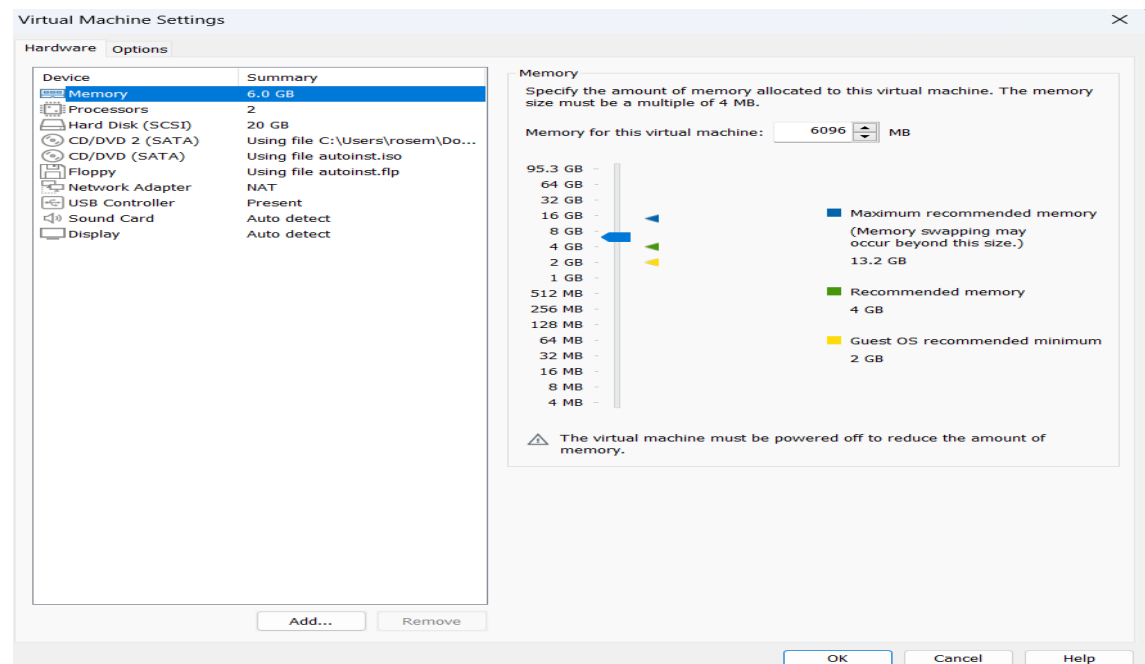 Virtual Machine Settings
Hardware Options
Device Summary
Memory 6.0 GB
Processors 2
Hard Disk (SCSI) 20 GB
CD/DVD 2 (SATA) Using file C:\Users\rosem\Do...
CD/DVD (SATA) Using file autoinst.iso
Floppy Using file autoinst.flp
Network Adapter NAT
USB Controller Present
Sound Card Auto detect
Display Auto detect
Add... Remove
Memory
Specify the amount of memory allocated to this virtual machine. The memory
size must be a multiple of 4 MB.
Memory for this virtual machine: 6096 MB
95.3 GB
64 GB
32 GB
16 GB
8 GB
4 GB
2 GB
1 GB
512 MB
256 MB
128 MB
64 MB
32 MB
16 MB
8 MB
4 MB
Maximum recommended memory
(Memory swapping may
occur beyond this size.)
13.2 GB
Recommended memory
4 GB
Guest OS recommended minimum
2 GB
The virtual machine must be powered off to reduce the amount of
memory.
OK Cancel Help